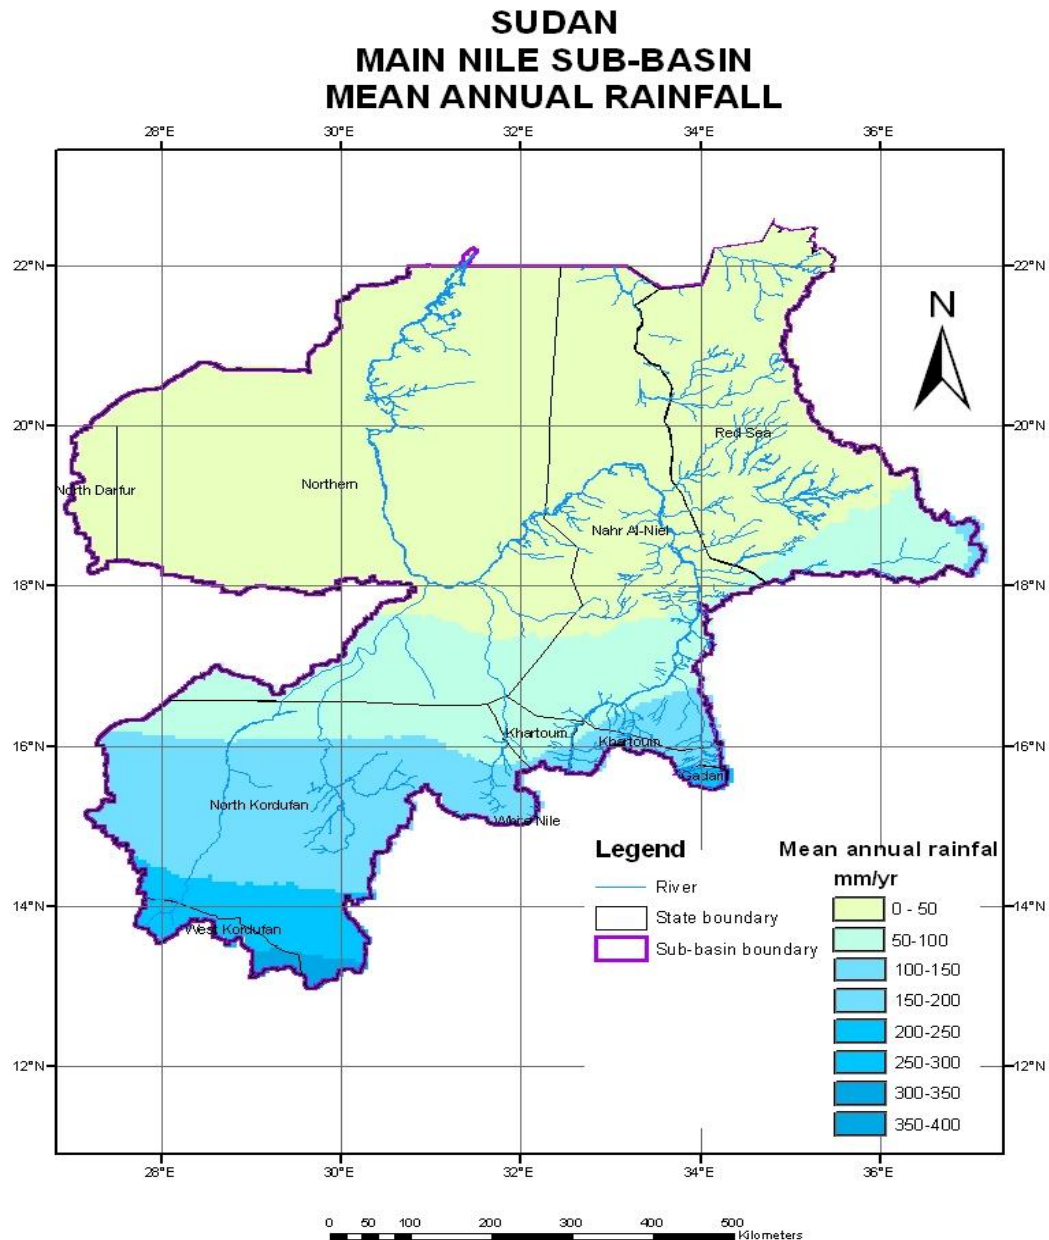 SUDAN
MAIN NILE SUB-BASIN
MEAN ANNUAL RAINFALL
28°E 30°E 32°E 34°E 36°E
N
22°N 22°N
20°N 20°N
Red Sea
North Darfur
Northern
Nahr Al-Niel
18°N 18°N
16°N 16°N
Khartoum
Khartoum
Gadari
North Kordufan
White Nile
14°N 14°N
West Kordufan
12°N 12°N
Legend
River
State boundary
Sub-basin boundary
Mean annual rainfal
mm/yr
0 - 50
50-100
100-150
150-200
200-250
250-300
300-350
350-400
28°E 30°E 32°E 34°E 36°E
0 50 100 200 300 400 500
Kilometers